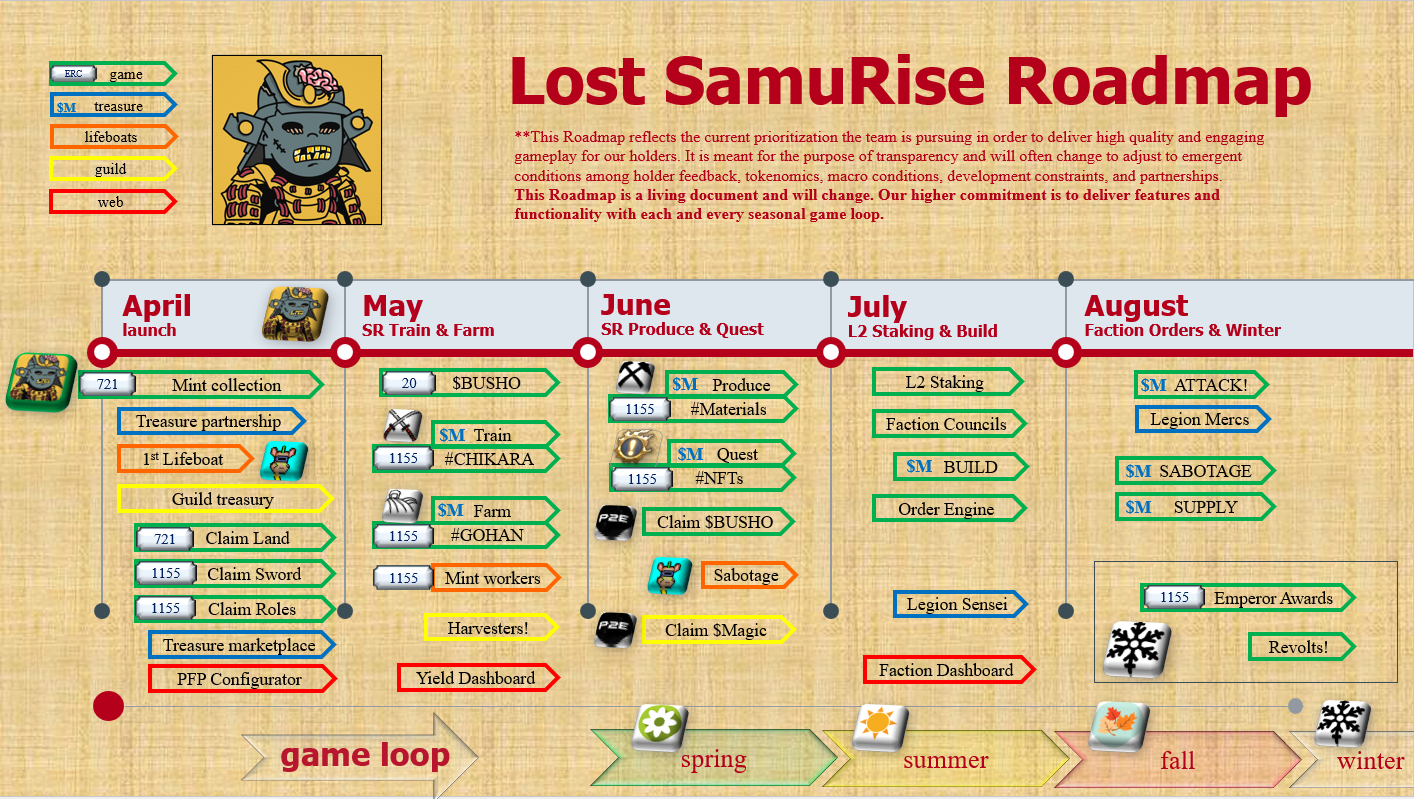 Lost SamuRise Roadmap
ERC game
$M treasure
lifeboats
guild
web
**This Roadmap reflects the current prioritization the team is pursuing in order to deliver high quality and engaging
gameplay for our holders. It is meant for the purpose of transparency and will often change to adjust to emergent
conditions among holder feedback, tokenomics, macro conditions, development constraints, and partnerships.
This Roadmap is a living document and will change. Our higher commitment is to deliver features and
functionality with each and every seasonal game loop.
April
launch
721 Mint collection
Treasure partnership
1st Lifeboat
Guild treasury
721 Claim Land
1155 Claim Sword
1155 Claim Roles
Treasure marketplace
PFP Configurator
May
SR Train & Farm
20 $BUSHO
$M Train
1155 #CHIKARA
$M Farm
1155 #GOHAN
1155 Mint workers
Harvesters!
Yield Dashboard
June
SR Produce & Quest
$M Produce
1155 #Materials
$M Quest
1155 #NFTs
P2E Claim $BUSHO
Sabotage
P2E Claim $Magic
July
L2 Staking & Build
L2 Staking
Faction Councils
$M BUILD
Order Engine
Legion Sensei
Faction Dashboard
August
Faction Orders & Winter
$M ATTACK!
Legion Mercs
$M SABOTAGE
$M SUPPLY
1155 Emperor Awards
Revolts!
game loop
spring
summer
fall
winter